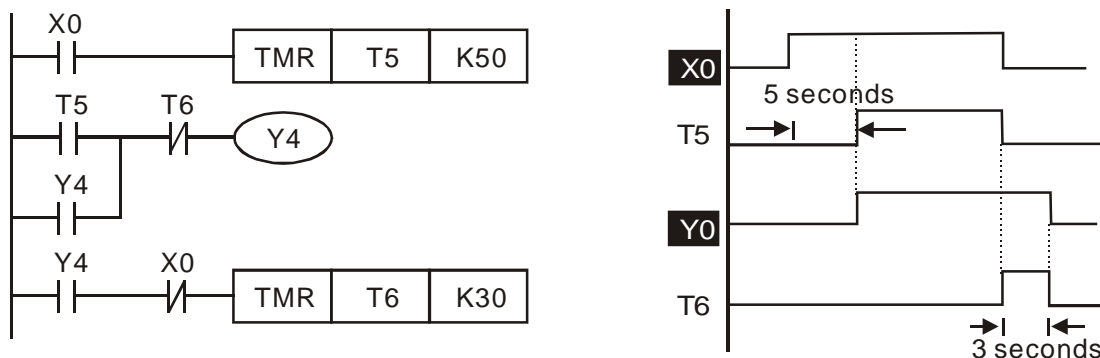 X0
TMR T5 K50
T5 T6
Y4
Y4
Y4 X0
TMR T6 K30
X0
5 seconds
T5
Y0
T6
3 seconds